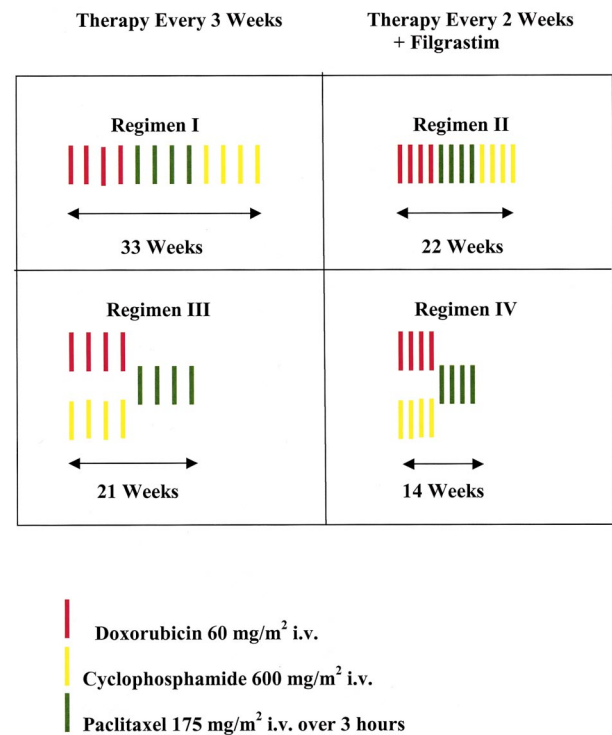 Therapy Every 3 Weeks
Therapy Every 2 Weeks
+ Filgrastim
Regimen I
Regimen II
33 Weeks
22 Weeks
Regimen III
Regimen IV
21 Weeks
14 Weeks
Doxorubicin 60 mg/m² i.v.
Cyclophosphamide 600 mg/m² i.v.
Paclitaxel 175 mg/m² i.v. over 3 hours